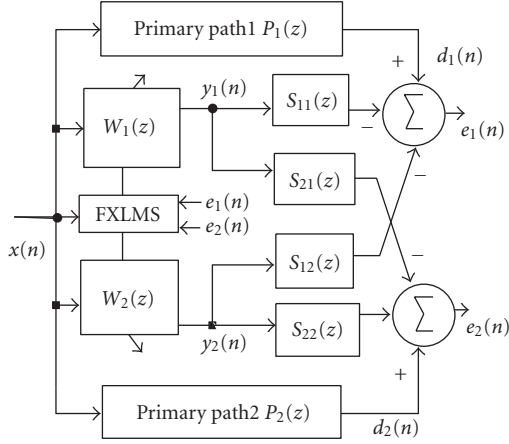 Primary path1 P₁(z)
+
d₁(n)
y₁(n)
S₁₁(z)
∑
W₁(z)
−
e₁(n)
S₂₁(z)
−
FXLMS
e₁(n)
e₂(n)
x(n)
S₁₂(z)
−
W₂(z)
∑
S₂₂(z)
e₂(n)
y₂(n)
+
Primary path2 P₂(z)
d₂(n)